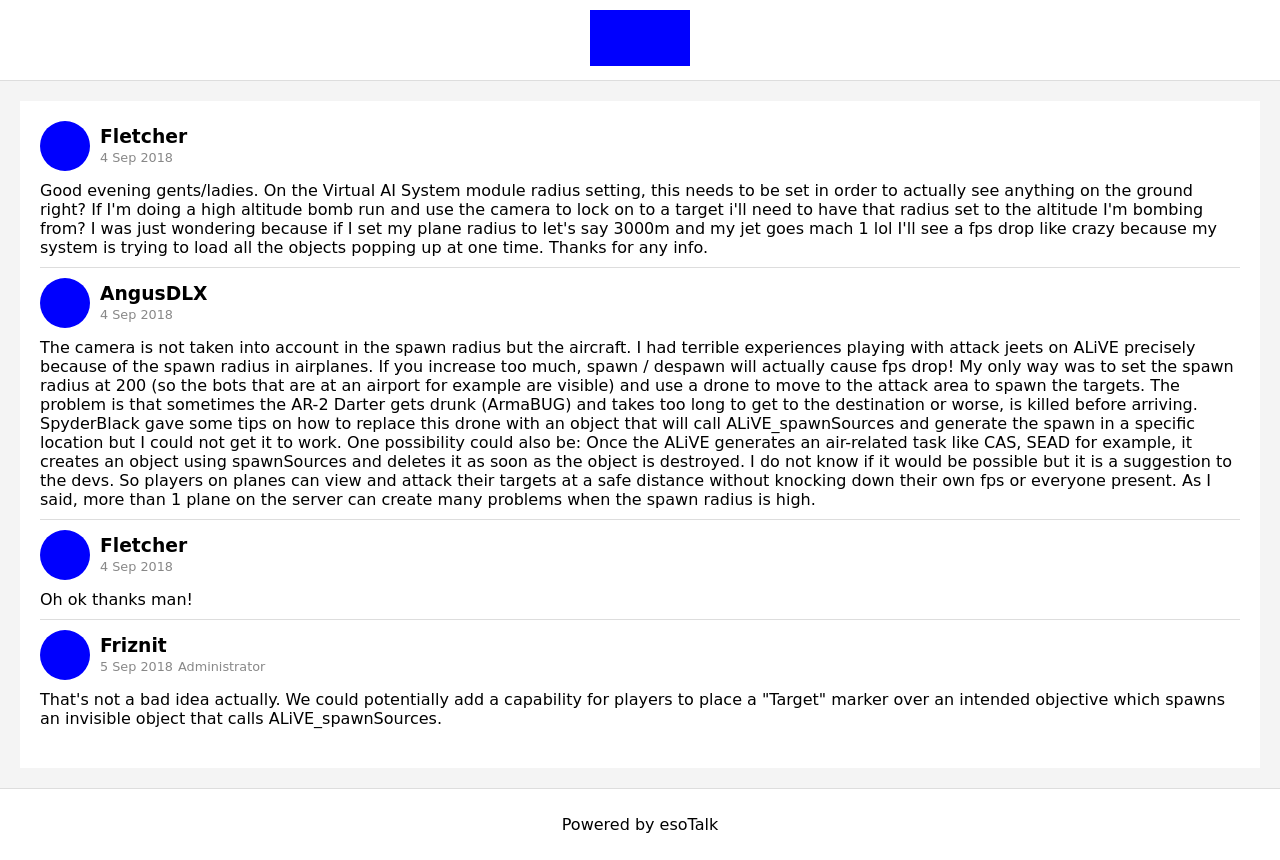 Fletcher
4 Sep 2018
Good evening gents/ladies. On the Virtual AI System module radius setting, this needs to be set in order to actually see anything on the ground
right? If I'm doing a high altitude bomb run and use the camera to lock on to a target i'll need to have that radius set to the altitude I'm bombing
from? I was just wondering because if I set my plane radius to let's say 3000m and my jet goes mach 1 lol I'll see a fps drop like crazy because my
system is trying to load all the objects popping up at one time. Thanks for any info.
AngusDLX
4 Sep 2018
The camera is not taken into account in the spawn radius but the aircraft. I had terrible experiences playing with attack jeets on ALiVE precisely
because of the spawn radius in airplanes. If you increase too much, spawn / despawn will actually cause fps drop! My only way was to set the spawn
radius at 200 (so the bots that are at an airport for example are visible) and use a drone to move to the attack area to spawn the targets. The
problem is that sometimes the AR-2 Darter gets drunk (ArmaBUG) and takes too long to get to the destination or worse, is killed before arriving.
SpyderBlack gave some tips on how to replace this drone with an object that will call ALiVE_spawnSources and generate the spawn in a specific
location but I could not get it to work. One possibility could also be: Once the ALiVE generates an air-related task like CAS, SEAD for example, it
creates an object using spawnSources and deletes it as soon as the object is destroyed. I do not know if it would be possible but it is a suggestion to
the devs. So players on planes can view and attack their targets at a safe distance without knocking down their own fps or everyone present. As I
said, more than 1 plane on the server can create many problems when the spawn radius is high.
Fletcher
4 Sep 2018
Oh ok thanks man!
Friznit
5 Sep 2018 Administrator
That's not a bad idea actually. We could potentially add a capability for players to place a "Target" marker over an intended objective which spawns
an invisible object that calls ALiVE_spawnSources.
Powered by esoTalk